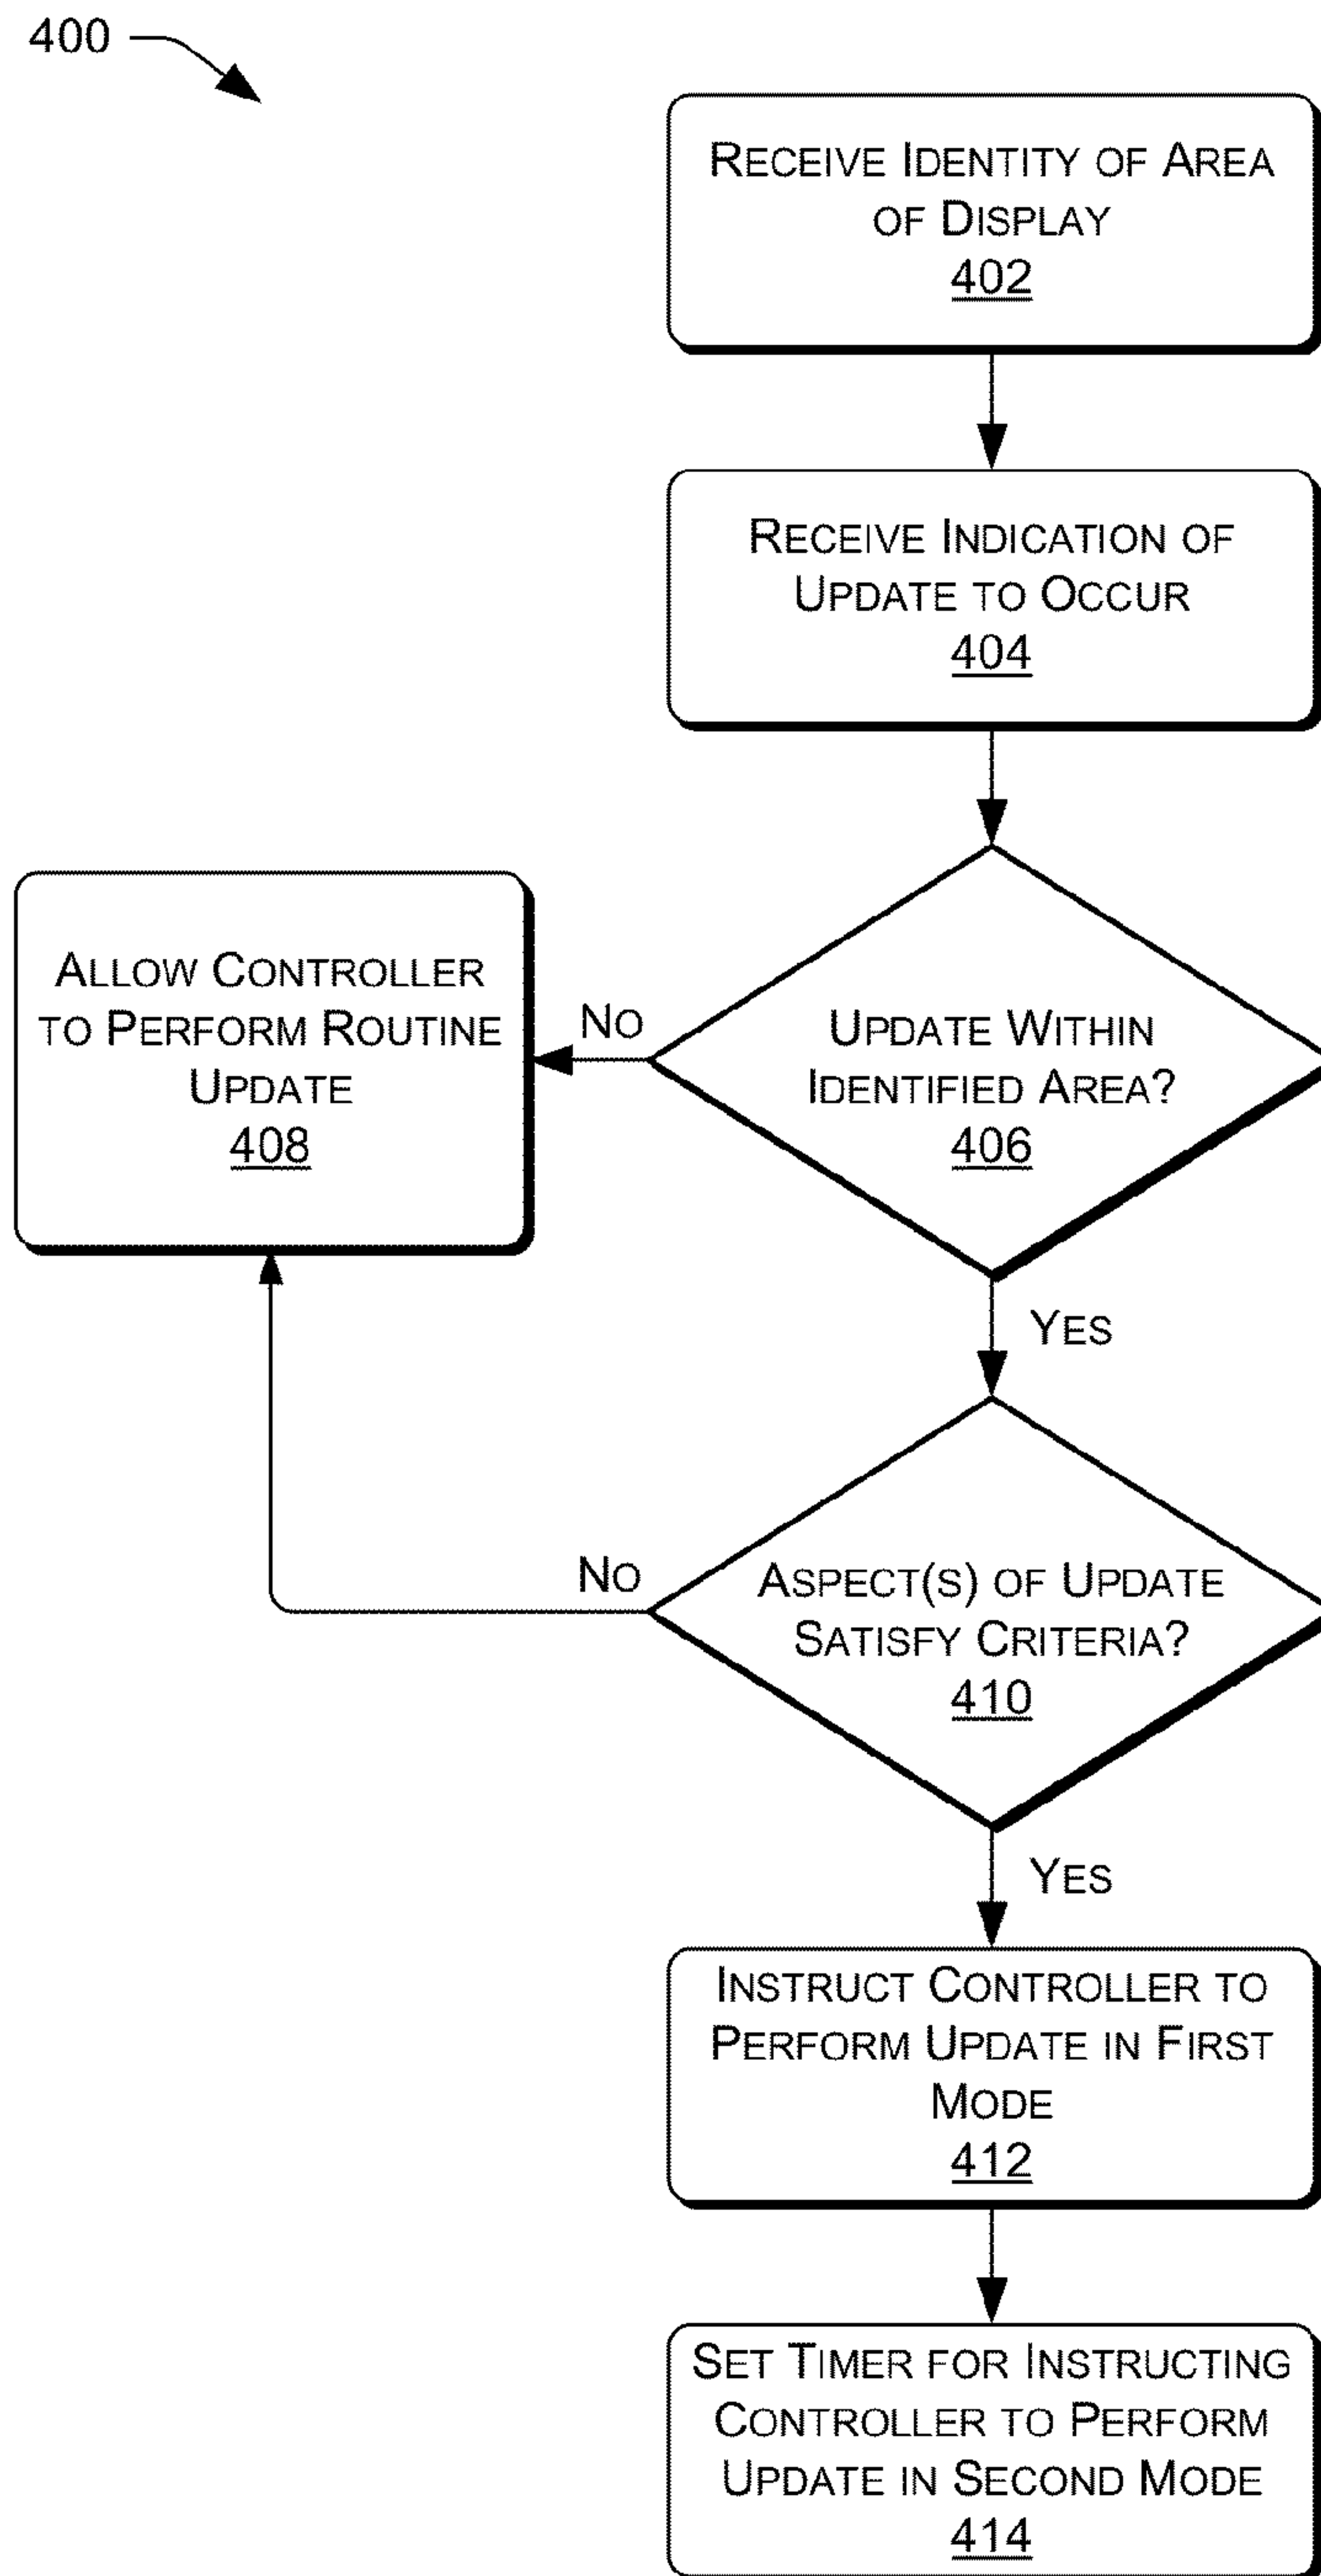 400
RECEIVE IDENTITY OF AREA
OF DISPLAY
402
RECEIVE INDICATION OF
UPDATE TO OCCUR
404
ALLOW CONTROLLER
TO PERFORM ROUTINE
UPDATE
408
NO
UPDATE WITHIN
IDENTIFIED AREA?
406
YES
NO
ASPECT(S) OF UPDATE
SATISFY CRITERIA?
410
YES
INSTRUCT CONTROLLER TO
PERFORM UPDATE IN FIRST
MODE
412
SET TIMER FOR INSTRUCTING
CONTROLLER TO PERFORM
UPDATE IN SECOND MODE
414